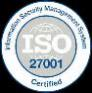 Information Security Management System
ISO
27001
Certified